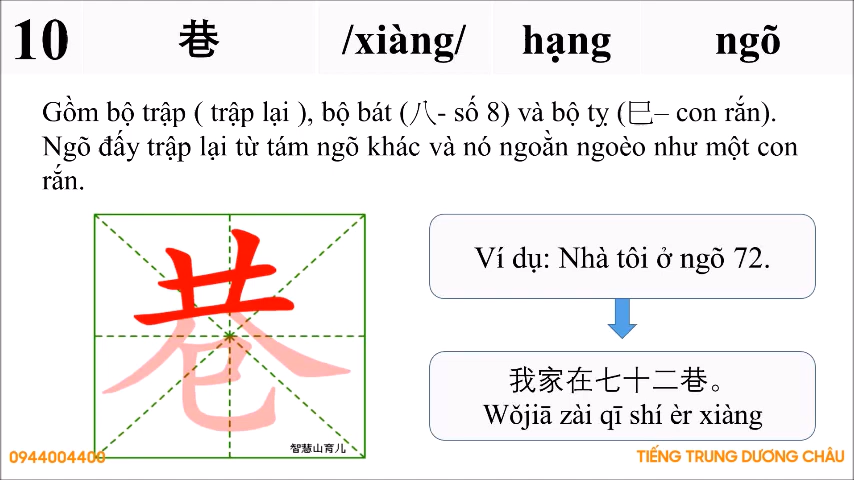 10 巷 /xiàng/ hạng ngõ
Gồm bộ trập ( trập lại ), bộ bát (八- số 8) và bộ tỵ (巳– con rắn).
Ngõ đấy trập lại từ tám ngõ khác và nó ngoằn ngoèo như một con
rắn.
巷
智慧山育儿
Ví dụ: Nhà tôi ở ngõ 72.
我家在七十二巷。
Wǒjiā zài qī shí èr xiàng
0944004400
TIẾNG TRUNG DƯƠNG CHÂU